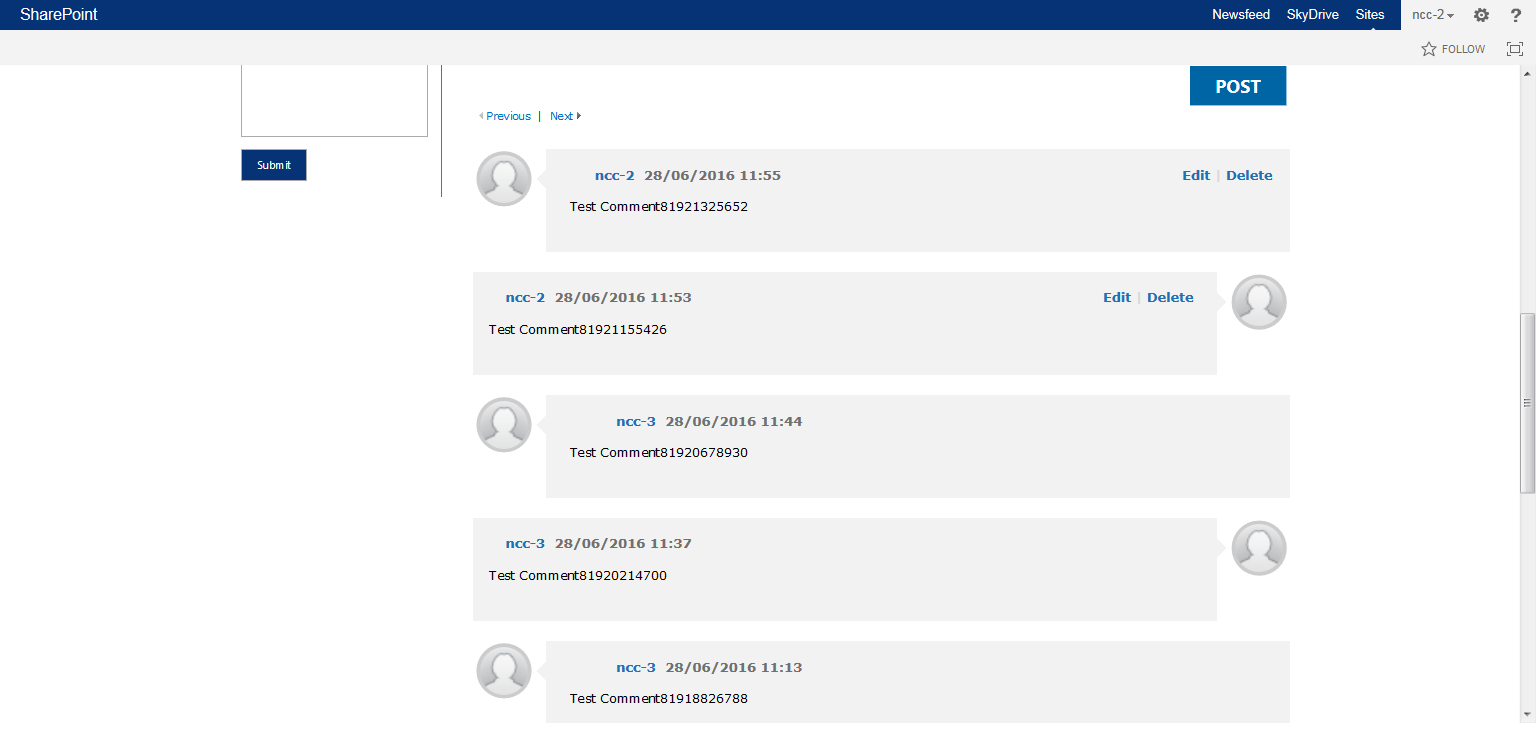 SharePoint Newsfeed SkyDrive Sites ncc-2 ?
FOLLOW
POST
Previous | Next
Submit
ncc-2 28/06/2016 11:55 Edit | Delete
Test Comment81921325652
ncc-2 28/06/2016 11:53 Edit | Delete
Test Comment81921155426
ncc-3 28/06/2016 11:44
Test Comment81920678930
ncc-3 28/06/2016 11:37
Test Comment81920214700
ncc-3 28/06/2016 11:13
Test Comment81918826788